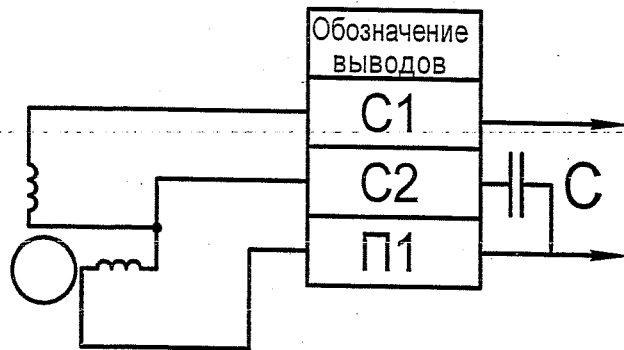 Обозначение
выводов
С1
С2
С
П1